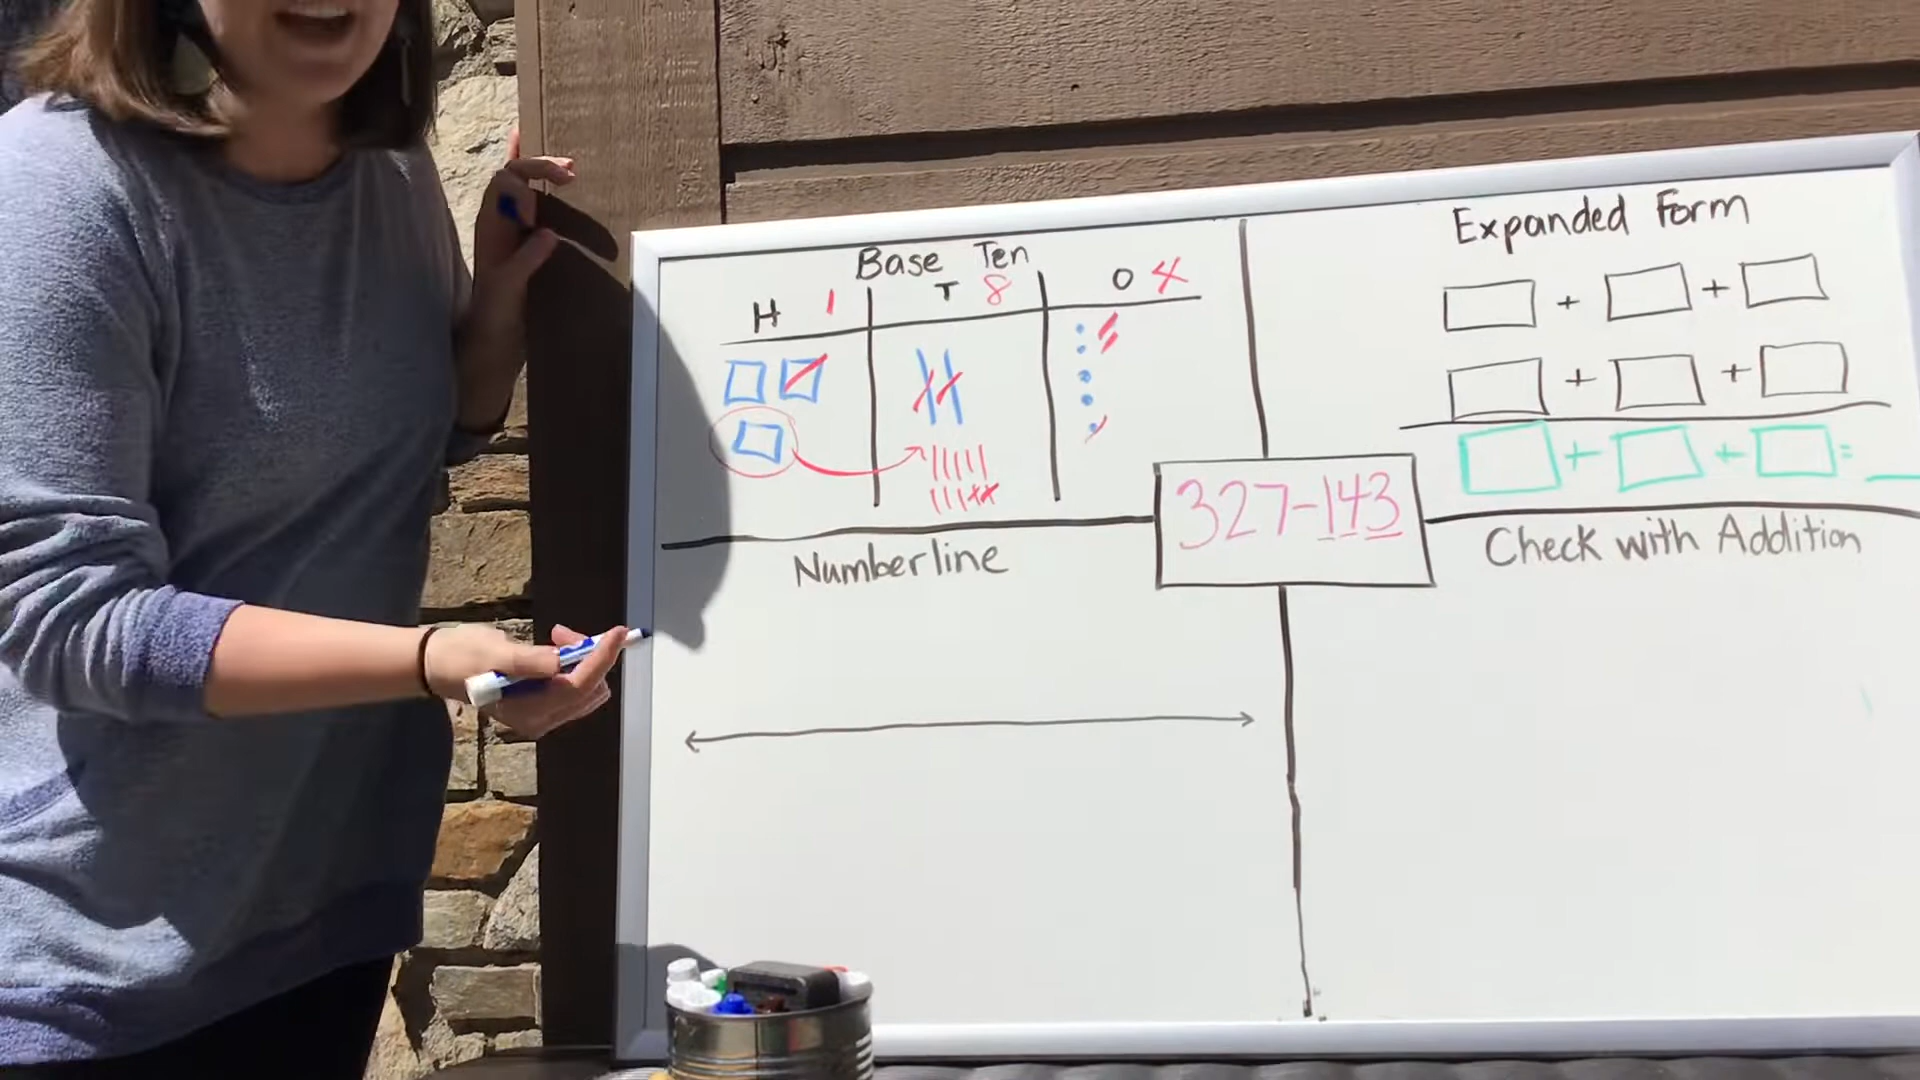 Base Ten
H 1 T 8 O 4
Expanded Form
+ +
+ +
+ + =
327-143
Numberline
Check with Addition